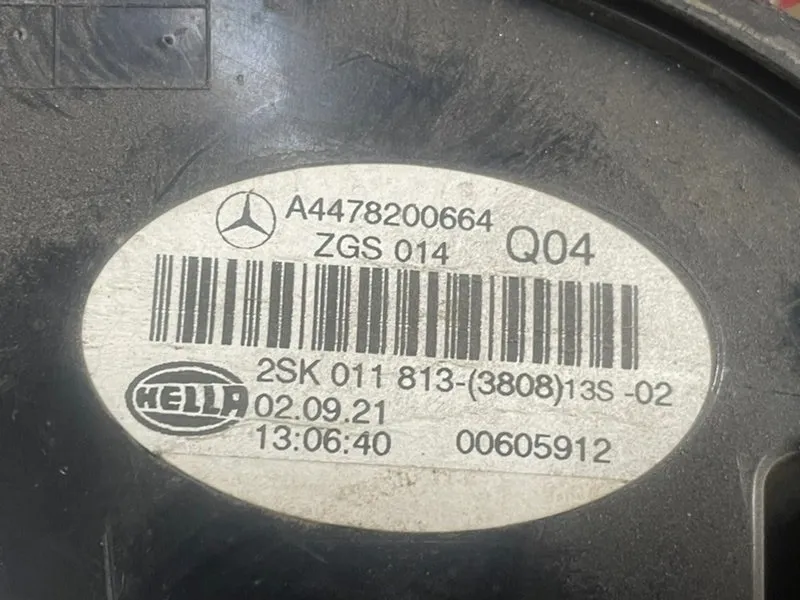 A4478200664
ZGS 014 Q04
2SK 011 813-(3808)13S -02
HELLA 02.09.21
13:06:40 00605912